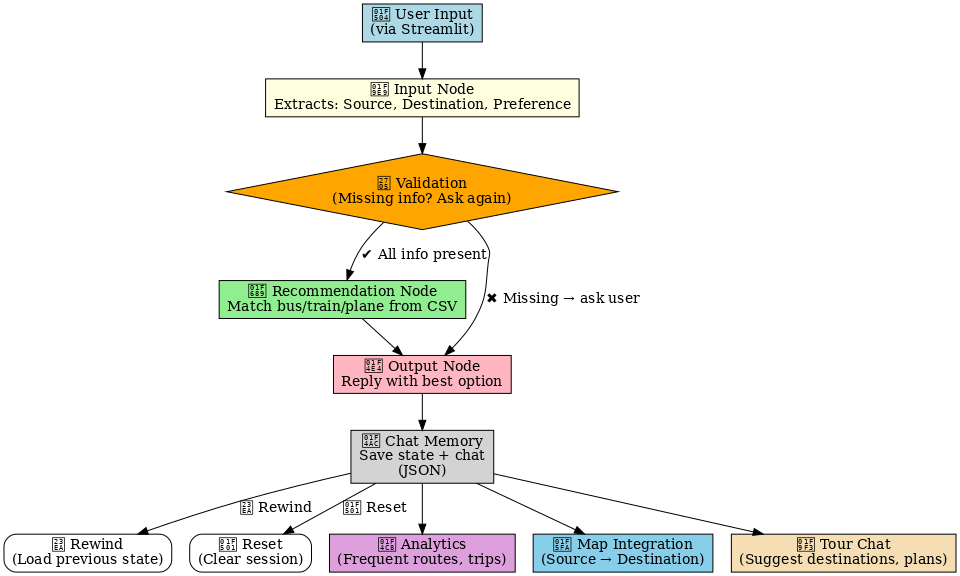 User Input
(via Streamlit)
Input Node
Extracts: Source, Destination, Preference
Validation
(Missing info? Ask again)
✔ All info present
Recommendation Node
Match bus/train/plane from CSV
✖ Missing → ask user
Output Node
Reply with best option
Chat Memory
Save state + chat
(JSON)
Rewind
Reset
Rewind
(Load previous state)
Reset
(Clear session)
Analytics
(Frequent routes, trips)
Map Integration
(Source → Destination)
Tour Chat
(Suggest destinations, plans)